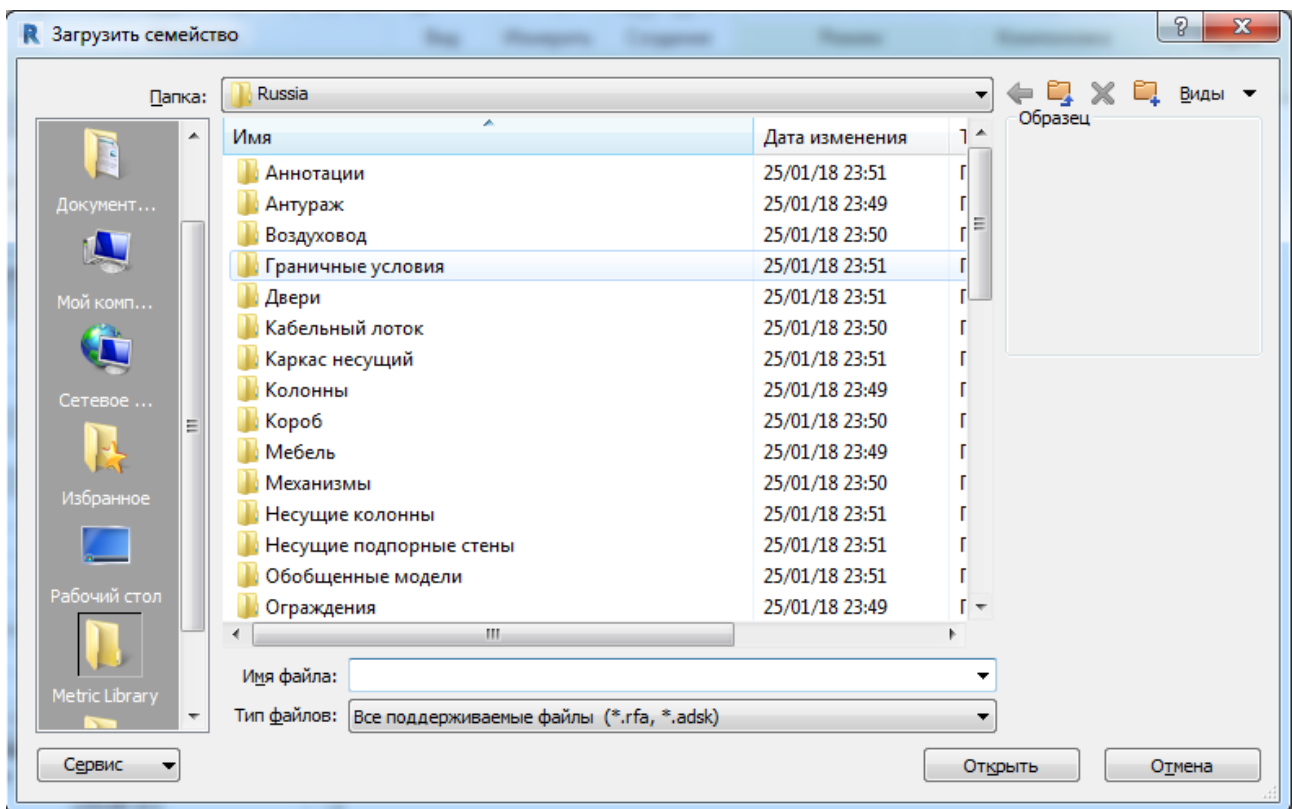 Загрузить семейство
Папка: Russia Виды
Образец
Имя Дата изменения Т
Аннотации 25/01/18 23:51
Антураж 25/01/18 23:49
Воздуховод 25/01/18 23:50
Граничные условия 25/01/18 23:51
Двери 25/01/18 23:51
Кабельный лоток 25/01/18 23:50
Каркас несущий 25/01/18 23:51
Колонны 25/01/18 23:49
Короб 25/01/18 23:50
Мебель 25/01/18 23:49
Механизмы 25/01/18 23:50
Несущие колонны 25/01/18 23:51
Несущие подпорные стены 25/01/18 23:51
Обобщенные модели 25/01/18 23:51
Ограждения 25/01/18 23:49
Документ...
Мой комп...
Сетевое ...
Избранное
Рабочий стол
Metric Library
Имя файла:
Тип файлов: Все поддерживаемые файлы (*.rfa, *.adsk)
Сервис Открыть Отмена